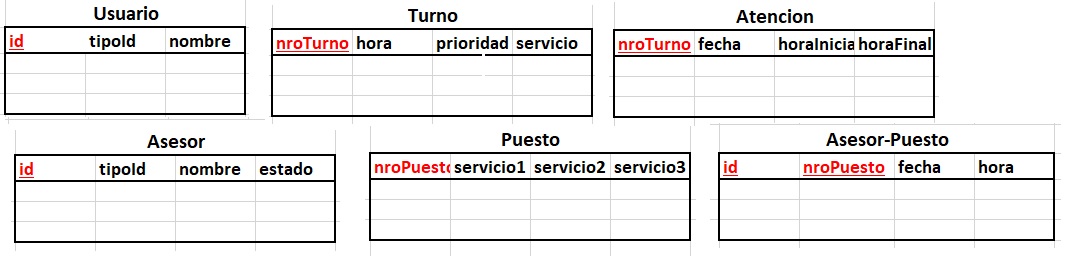 Usuario
id tipoId nombre
Turno
nroTurno hora prioridad servicio
Atencion
nroTurno fecha horaInicia horaFinal
Asesor
id tipoId nombre estado
Puesto
nroPuesto servicio1 servicio2 servicio3
Asesor-Puesto
id nroPuesto fecha hora